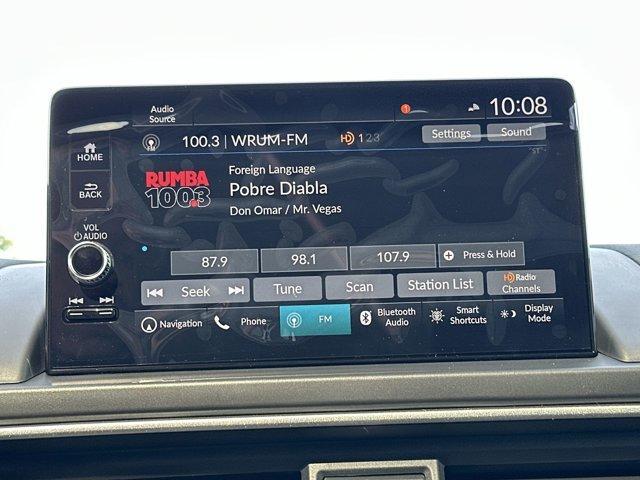 Audio
Source
1
10:08
100.3 | WRUM-FM
HD 1 2 3
Settings
Sound
HOME
BACK
VOL
AUDIO
RUMBA
100.3
Foreign Language
Pobre Diabla
Don Omar / Mr. Vegas
ST
87.9
98.1
107.9
Press & Hold
Seek
Tune
Scan
Station List
HD Radio
Channels
Navigation
Phone
FM
Bluetooth
Audio
Smart
Shortcuts
Display
Mode